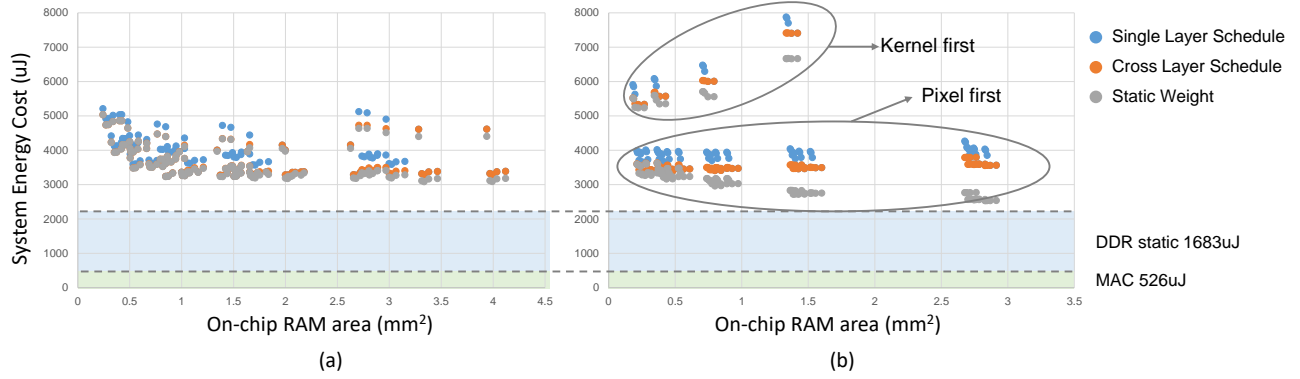 System Energy Cost (uJ)
8000
7000
6000
5000
4000
3000
2000
1000
0
0 0.5 1 1.5 2 2.5 3 3.5 4 4.5
On-chip RAM area (mm²)
(a)
8000
7000
6000
5000
4000
3000
2000
1000
0
0 0.5 1 1.5 2 2.5 3 3.5
On-chip RAM area (mm²)
(b)
Kernel first
Pixel first
Single Layer Schedule
Cross Layer Schedule
Static Weight
DDR static 1683uJ
MAC 526uJ